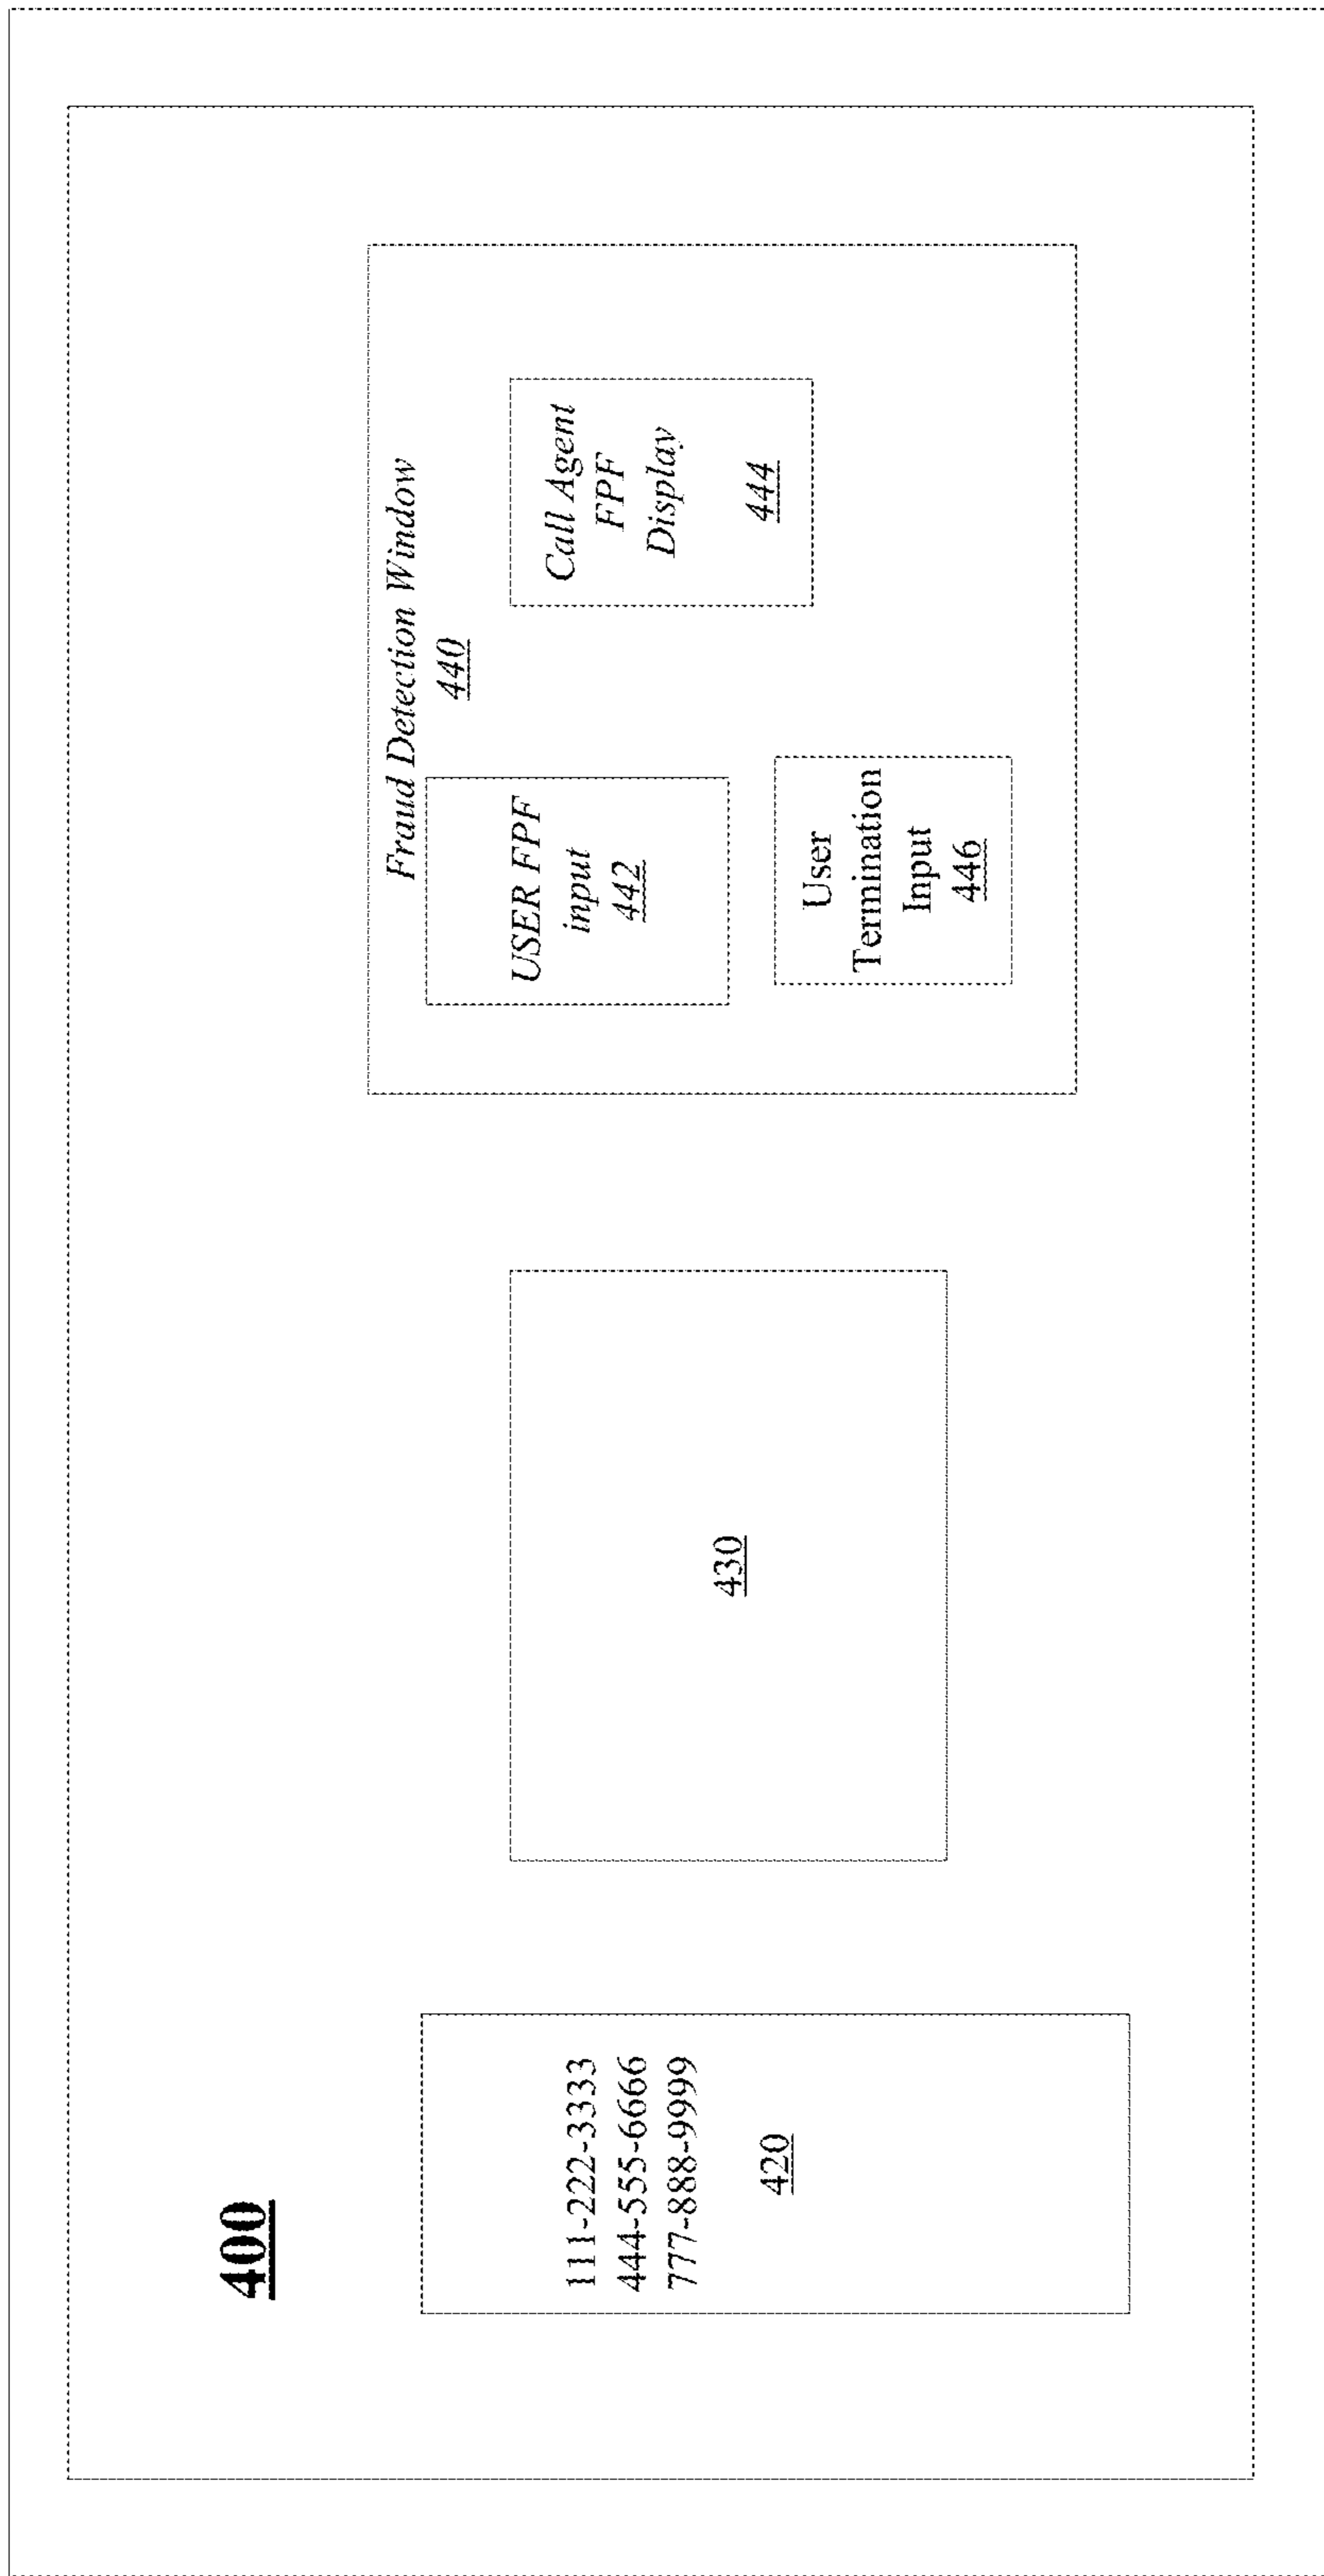 400
111-222-3333
444-555-6666
777-888-9999
420
430
Fraud Detection Window
440
USER FPF
input
442
Call Agent
FPF
Display
444
User
Termination
Input
446